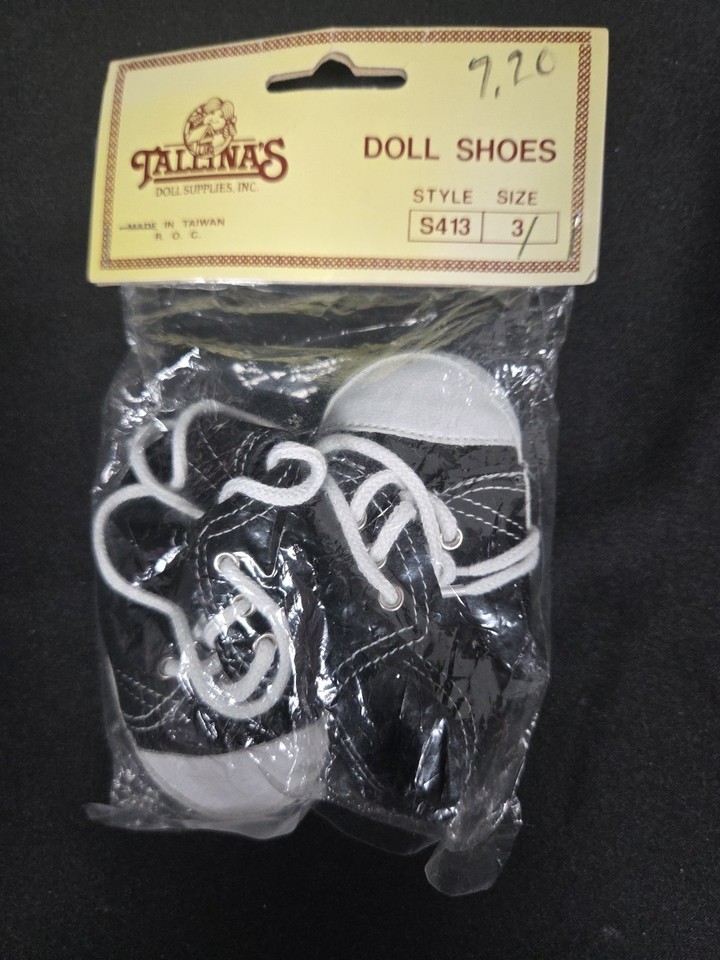 7.20
TALLINA'S
DOLL SUPPLIES, INC.
MADE IN TAIWAN
R. O. C.
DOLL SHOES
STYLE SIZE
S413 3/